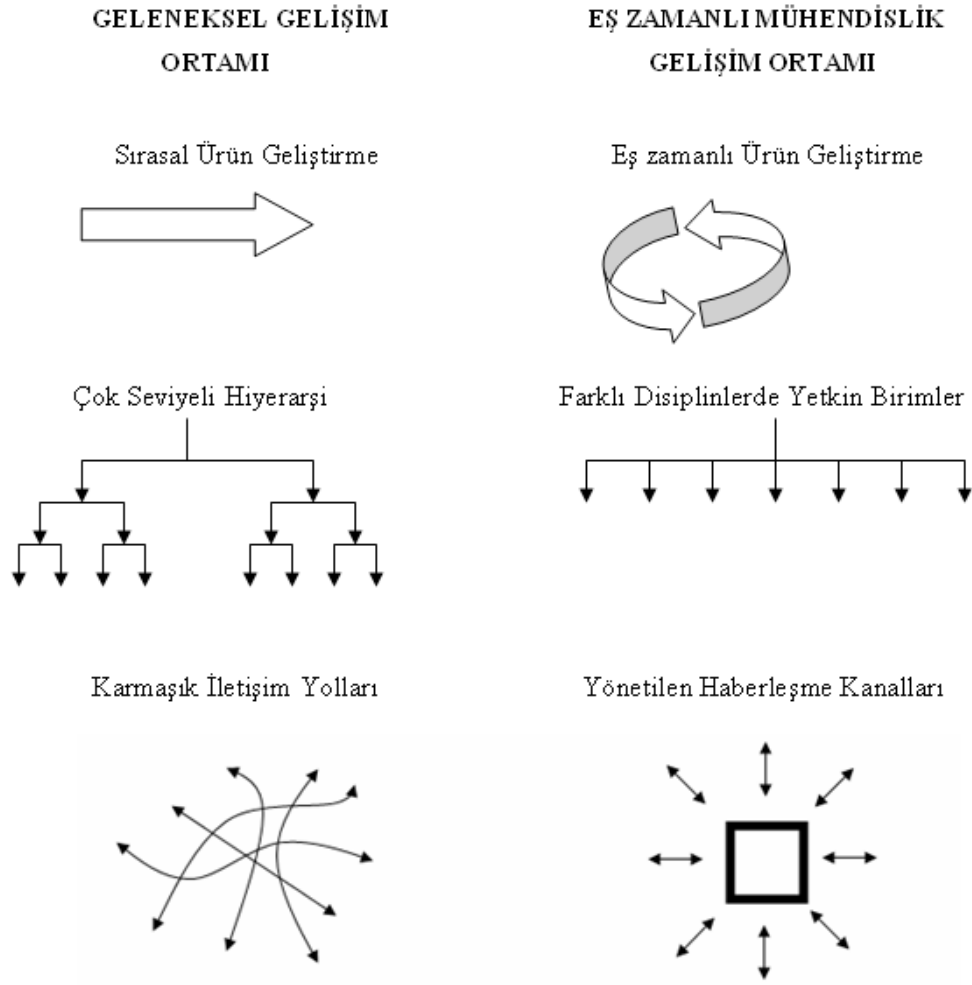 GELENEKSEL GELİŞİM
ORTAMI
EŞ ZAMANLI MÜHENDİSLİK
GELİŞİM ORTAMI
Sırasal Ürün Geliştirme
Eş zamanlı Ürün Geliştirme
Çok Seviyeli Hiyerarşi
Farklı Disiplinlerde Yetkin Birimler
Karmaşık İletişim Yolları
Yönetilen Haberleşme Kanalları